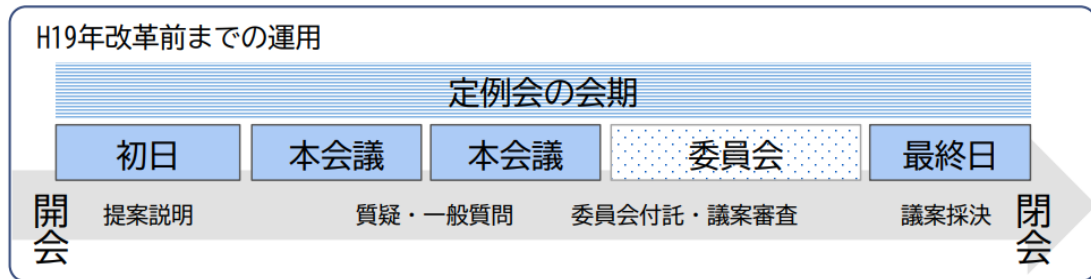 H19年改革前までの運用
定例会の会期
初日
本会議
本会議
委員会
最終日
開会
提案説明
質疑・一般質問
委員会付託・議案審査
議案採決
閉会